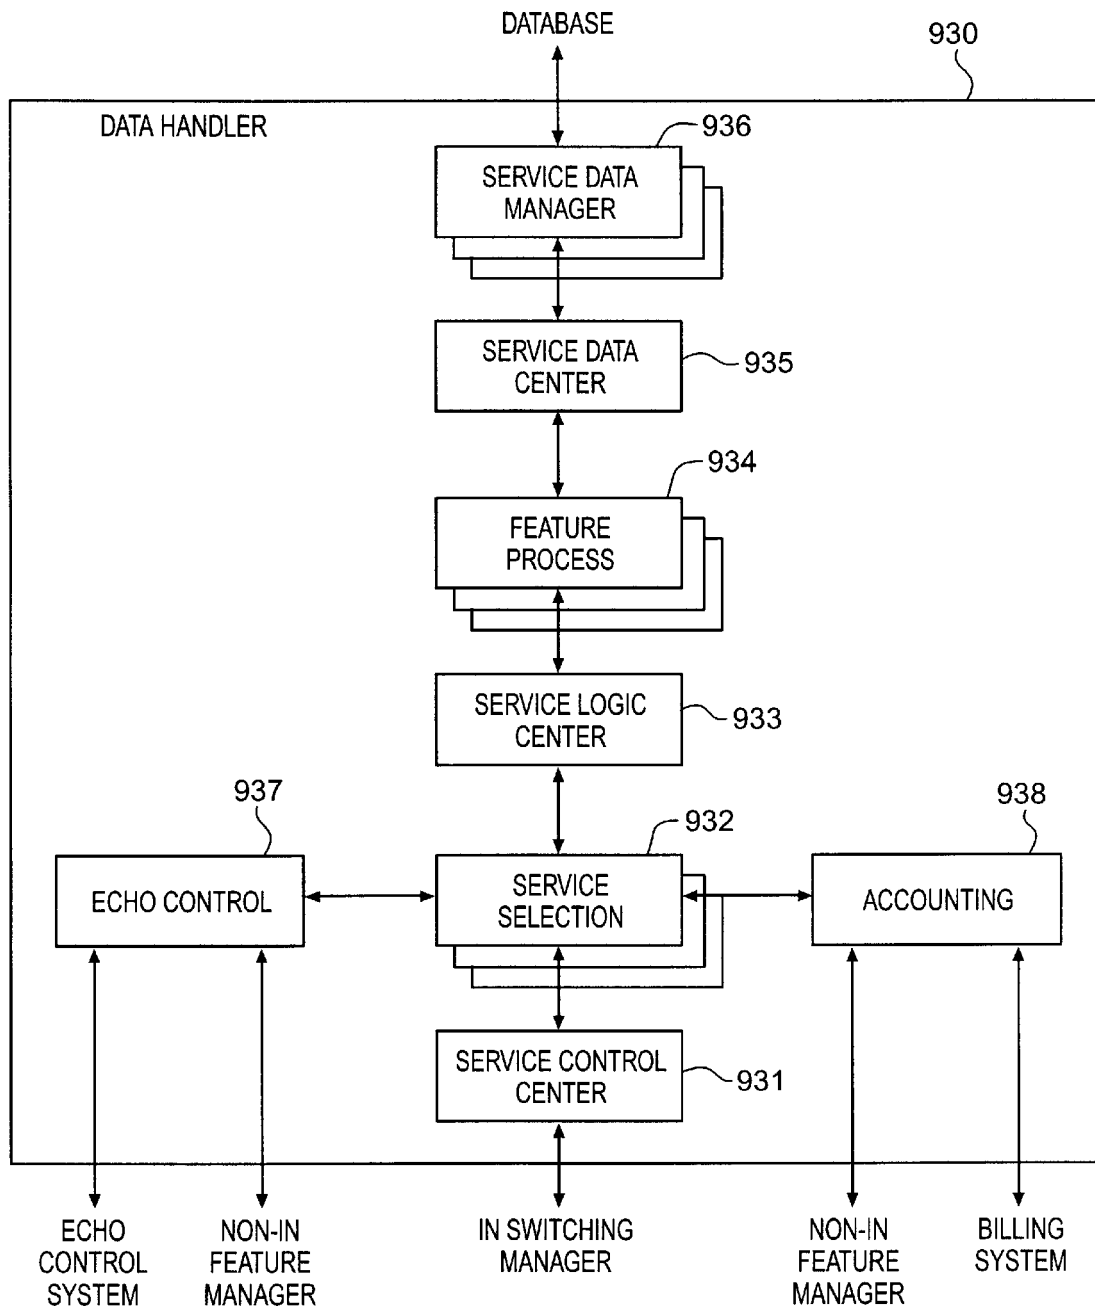 DATABASE
930
DATA HANDLER
936
SERVICE DATA
MANAGER
SERVICE DATA
CENTER
935
934
FEATURE
PROCESS
SERVICE LOGIC
CENTER
933
937
932
938
ECHO CONTROL
SERVICE
SELECTION
ACCOUNTING
SERVICE CONTROL
CENTER
931
ECHO
CONTROL
SYSTEM
NON-IN
FEATURE
MANAGER
IN SWITCHING
MANAGER
NON-IN
FEATURE
MANAGER
BILLING
SYSTEM